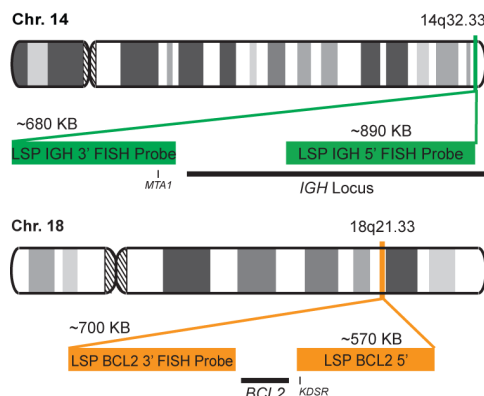 Chr. 14
14q32.33
~680 KB
~890 KB
LSP IGH 3’ FISH Probe
LSP IGH 5’ FISH Probe
MTA1
IGH Locus
Chr. 18
18q21.33
~700 KB
~570 KB
LSP BCL2 3’ FISH Probe
LSP BCL2 5’
BCL2
KDSR